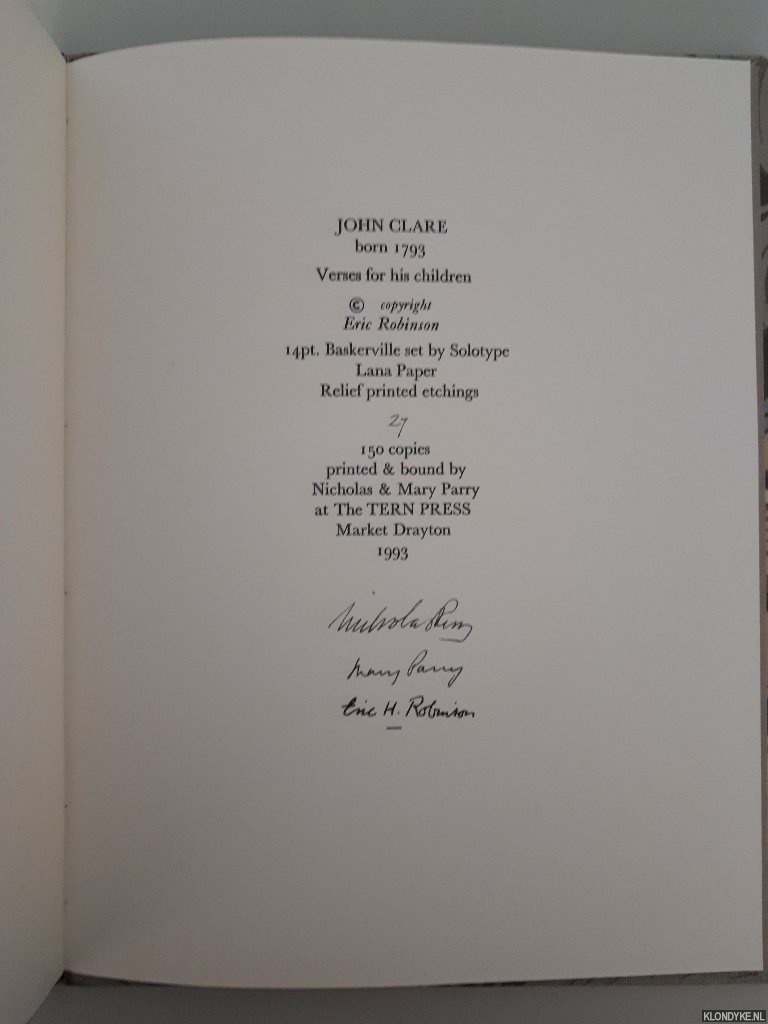 JOHN CLARE
born 1793
Verses for his children
© copyright
Eric Robinson
14pt. Baskerville set by Solotype
Lana Paper
Relief printed etchings
27
150 copies
printed & bound by
Nicholas & Mary Parry
at The TERN PRESS
Market Drayton
1993
Nicholas Parry
Mary Parry
Eric H. Robinson
KLONDYKE.NL